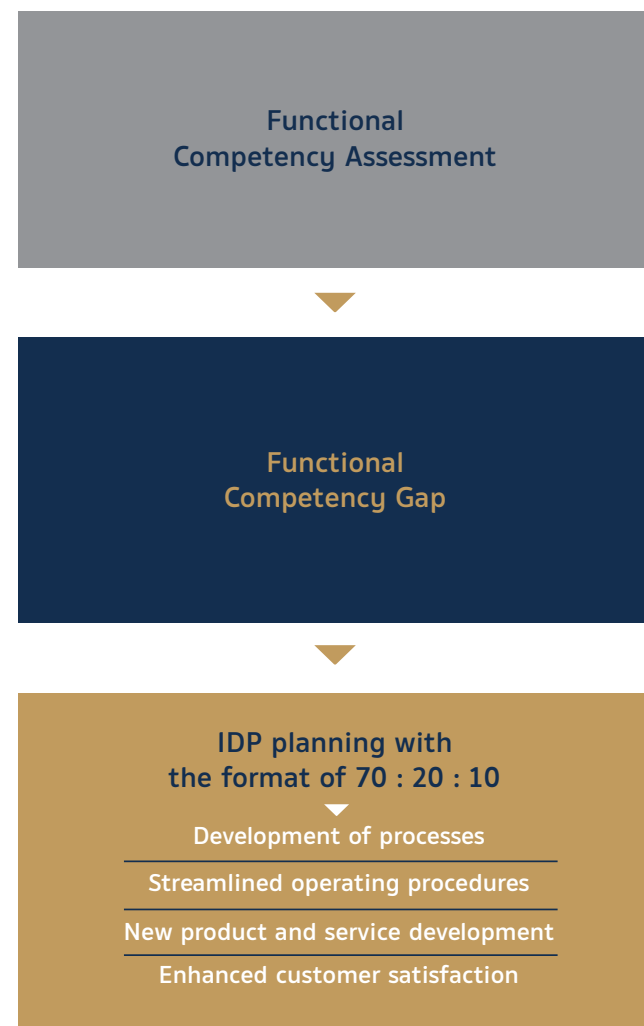 Functional
Competency Assessment
Functional
Competency Gap
IDP planning with
the format of 70 : 20 : 10
Development of processes
Streamlined operating procedures
New product and service development
Enhanced customer satisfaction